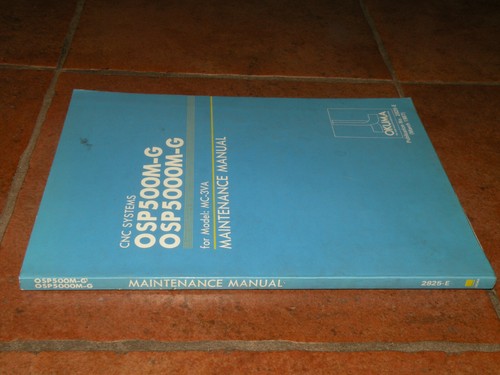 CNC SYSTEMS
OSP500M-G
OSP5000M-G
for Model: MC-3VA
MAINTENANCE MANUAL
OKUMA
OSP500M-G
OSP5000M-G
MAINTENANCE MANUAL
2825-E